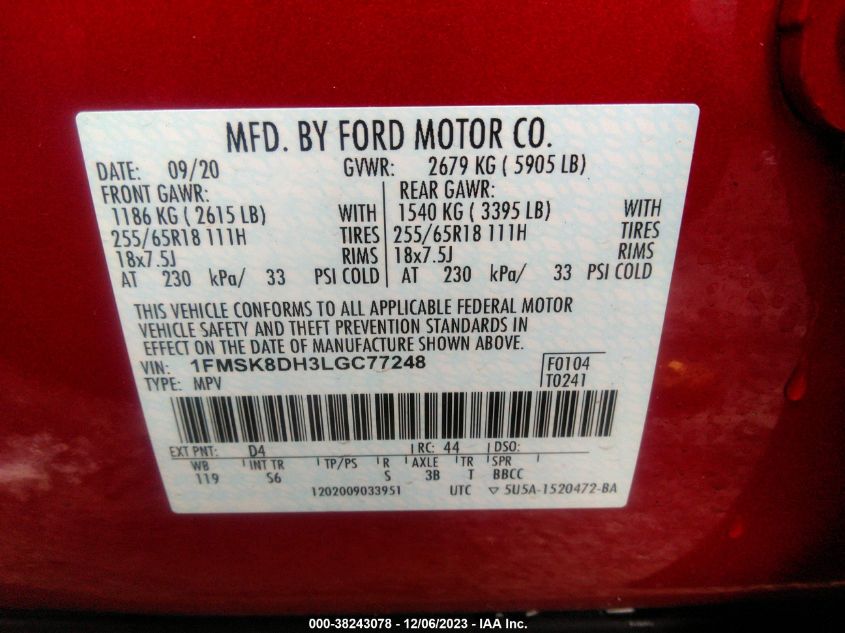 MFD. BY FORD MOTOR CO.
DATE: 09/20 GVWR: 2679 KG ( 5905 LB)
FRONT GAWR: REAR GAWR:
1186 KG ( 2615 LB) WITH 1540 KG ( 3395 LB) WITH
255/65R18 111H TIRES 255/65R18 111H TIRES
18x7.5J RIMS 18x7.5J RIMS
AT 230 kPa/ 33 PSI COLD AT 230 kPa/ 33 PSI COLD
THIS VEHICLE CONFORMS TO ALL APPLICABLE FEDERAL MOTOR
VEHICLE SAFETY AND THEFT PREVENTION STANDARDS IN
EFFECT ON THE DATE OF MANUFACTURE SHOWN ABOVE.
VIN: 1FMSK8DH3LGC77248 F0104
TYPE: MPV T0241
EXT PNT: D4 RC: 44 DSO:
WB INT TR TP/PS R AXLE TR SPR
119 S6 S 3B T BBCC
1202009033951 UTC ▽ 5U5A-1520472-BA
000-38243078 - 12/06/2023 - IAA Inc.